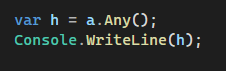 var h = a.Any();
Console.WriteLine(h);